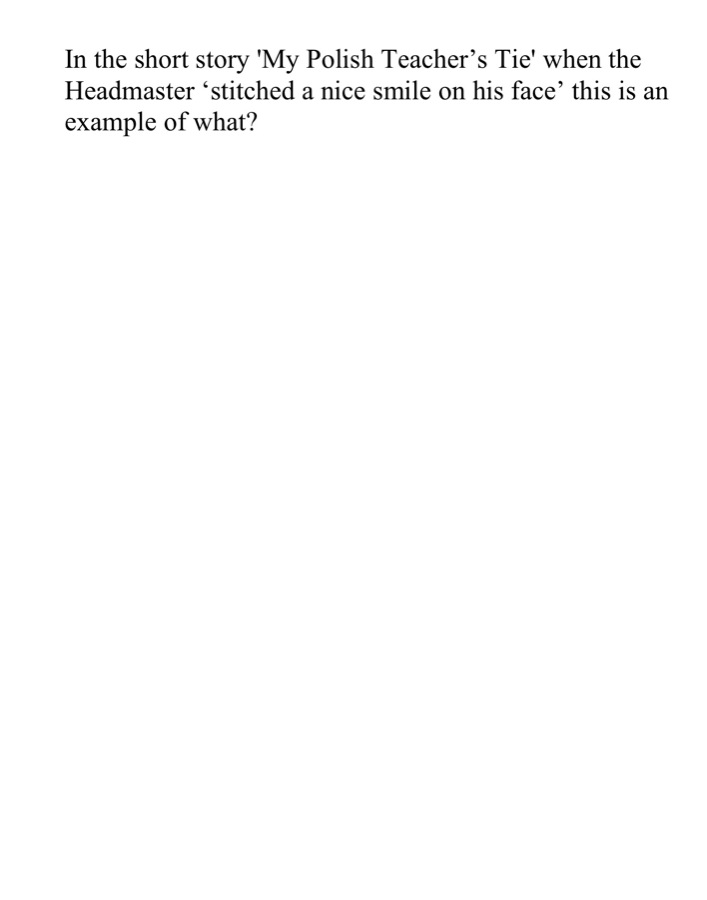 In the short story 'My Polish Teacher’s Tie' when the
Headmaster ‘stitched a nice smile on his face’ this is an
example of what?